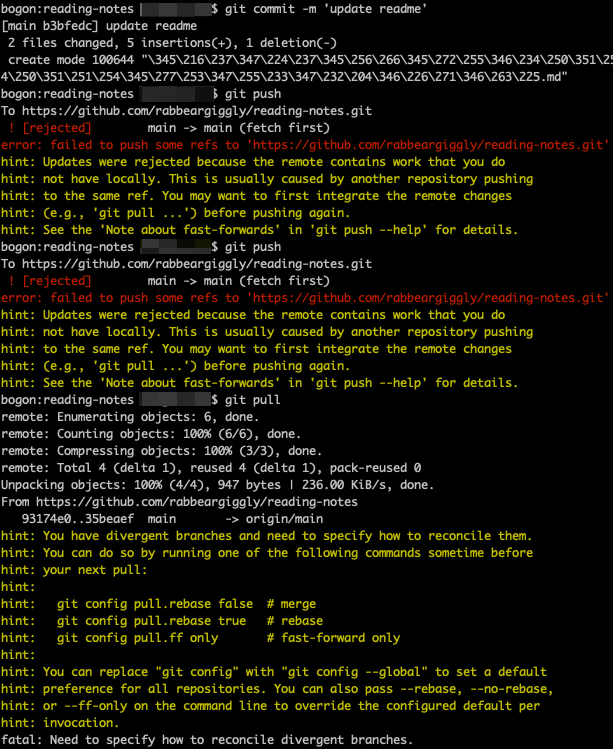 bogon:reading-notes $ git commit -m 'update readme'
[main b3bfedc] update readme
 2 files changed, 5 insertions(+), 1 deletion(-)
 create mode 100644 "\345\216\237\347\224\237\345\256\266\345\272\255\346\234\250\351\25
4\250\351\251\254\345\277\253\347\255\233\347\232\204\346\226\271\346\263\225.md"
bogon:reading-notes $ git push
To https://github.com/rabbeargiggly/reading-notes.git
 ! [rejected]        main -> main (fetch first)
error: failed to push some refs to 'https://github.com/rabbeargiggly/reading-notes.git'
hint: Updates were rejected because the remote contains work that you do
hint: not have locally. This is usually caused by another repository pushing
hint: to the same ref. You may want to first integrate the remote changes
hint: (e.g., 'git pull ...') before pushing again.
hint: See the 'Note about fast-forwards' in 'git push --help' for details.
bogon:reading-notes $ git push
To https://github.com/rabbeargiggly/reading-notes.git
 ! [rejected]        main -> main (fetch first)
error: failed to push some refs to 'https://github.com/rabbeargiggly/reading-notes.git'
hint: Updates were rejected because the remote contains work that you do
hint: not have locally. This is usually caused by another repository pushing
hint: to the same ref. You may want to first integrate the remote changes
hint: (e.g., 'git pull ...') before pushing again.
hint: See the 'Note about fast-forwards' in 'git push --help' for details.
bogon:reading-notes $ git pull
remote: Enumerating objects: 6, done.
remote: Counting objects: 100% (6/6), done.
remote: Compressing objects: 100% (3/3), done.
remote: Total 4 (delta 1), reused 4 (delta 1), pack-reused 0
Unpacking objects: 100% (4/4), 947 bytes | 236.00 KiB/s, done.
From https://github.com/rabbeargiggly/reading-notes
   93174e0..35beaef  main       -> origin/main
hint: You have divergent branches and need to specify how to reconcile them.
hint: You can do so by running one of the following commands sometime before
hint: your next pull:
hint:
hint:   git config pull.rebase false  # merge
hint:   git config pull.rebase true   # rebase
hint:   git config pull.ff only       # fast-forward only
hint:
hint: You can replace "git config" with "git config --global" to set a default
hint: preference for all repositories. You can also pass --rebase, --no-rebase,
hint: or --ff-only on the command line to override the configured default per
hint: invocation.
fatal: Need to specify how to reconcile divergent branches.